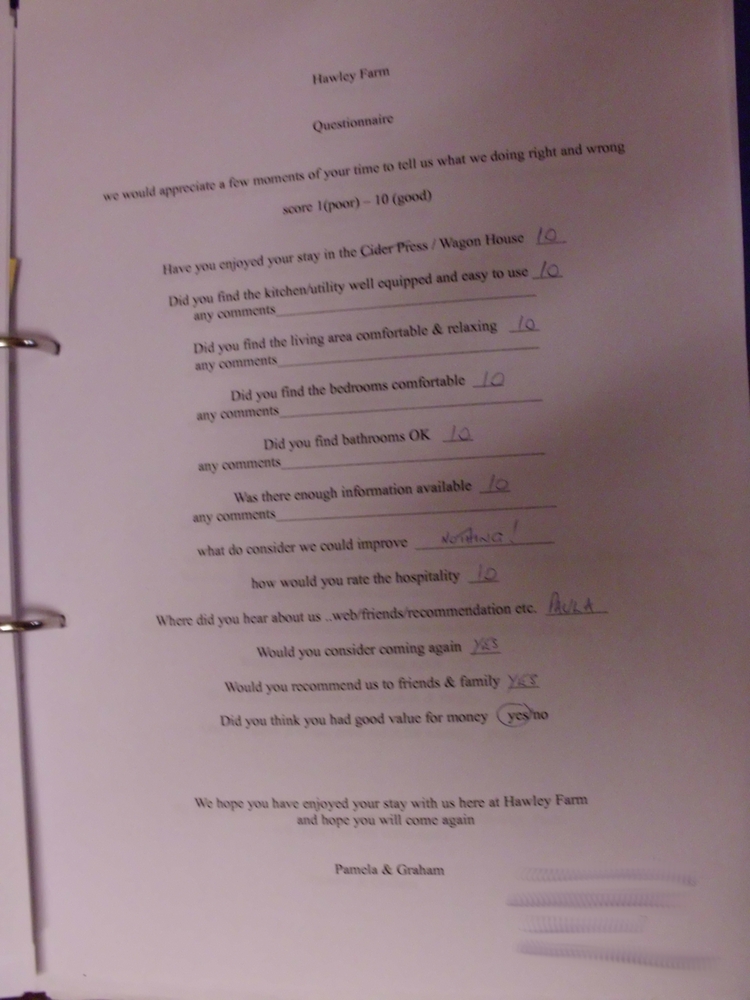 Hawley Farm
Questionnaire
we would appreciate a few moments of your time to tell us what we doing right and wrong
score 1(poor) – 10 (good)
Have you enjoyed your stay in the Cider Press / Wagon House 10
Did you find the kitchen/utility well equipped and easy to use 10
any comments
Did you find the living area comfortable & relaxing 10
any comments
Did you find the bedrooms comfortable 10
any comments
Did you find bathrooms OK 10
any comments
Was there enough information available 10
any comments
what do consider we could improve NOTHING!
how would you rate the hospitality 10
Where did you hear about us ..web/friends/recommendation etc. PAULA
Would you consider coming again YES
Would you recommend us to friends & family YES
Did you think you had good value for money yes/no
We hope you have enjoyed your stay with us here at Hawley Farm
and hope you will come again
Pamela & Graham